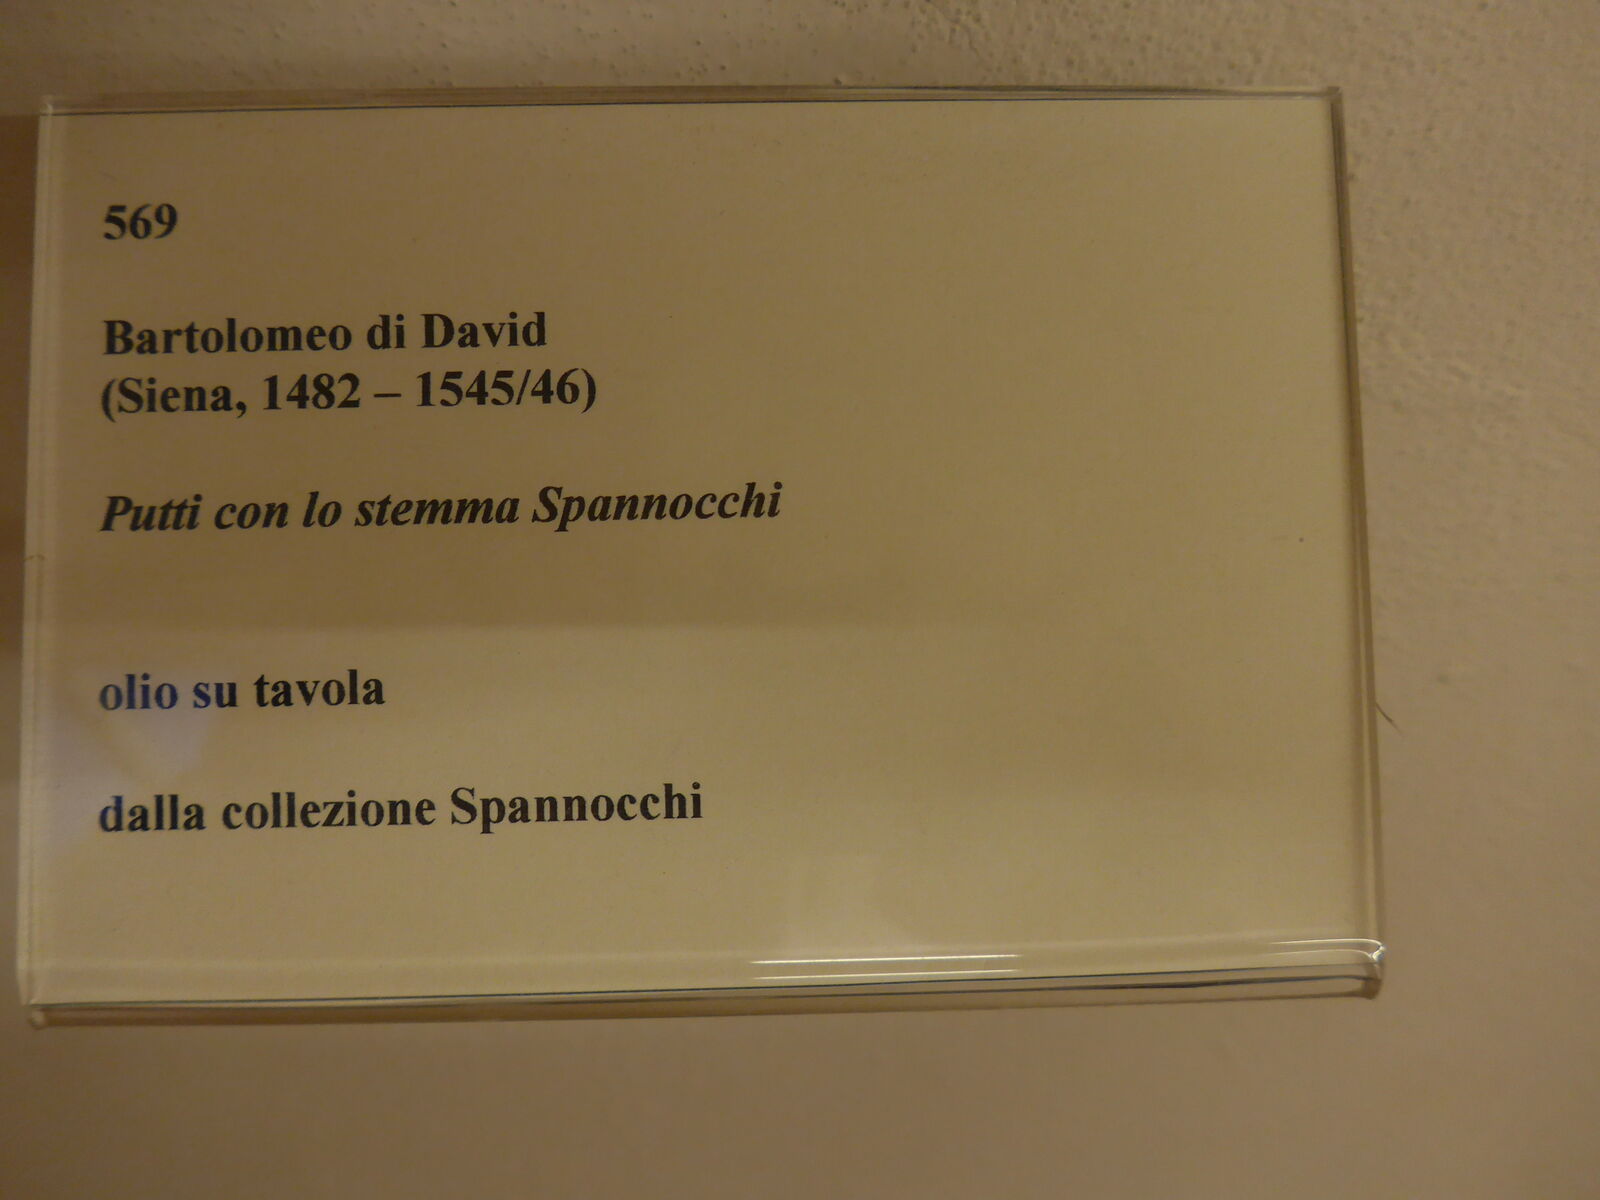 569
Bartolomeo di David
(Siena, 1482 – 1545/46)
Putti con lo stemma Spannocchi
olio su tavola
dalla collezione Spannocchi